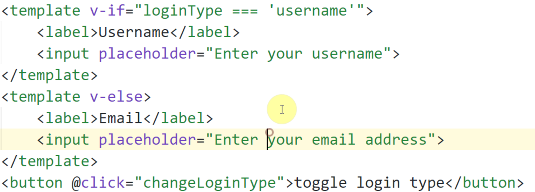 <template v-if="loginType === 'username'">
<label>Username</label>
<input placeholder="Enter your username">
</template>
<template v-else>
<label>Email</label>
<input placeholder="Enter your email address">
</template>
<button @click="changeLoginType">toggle login type</button>